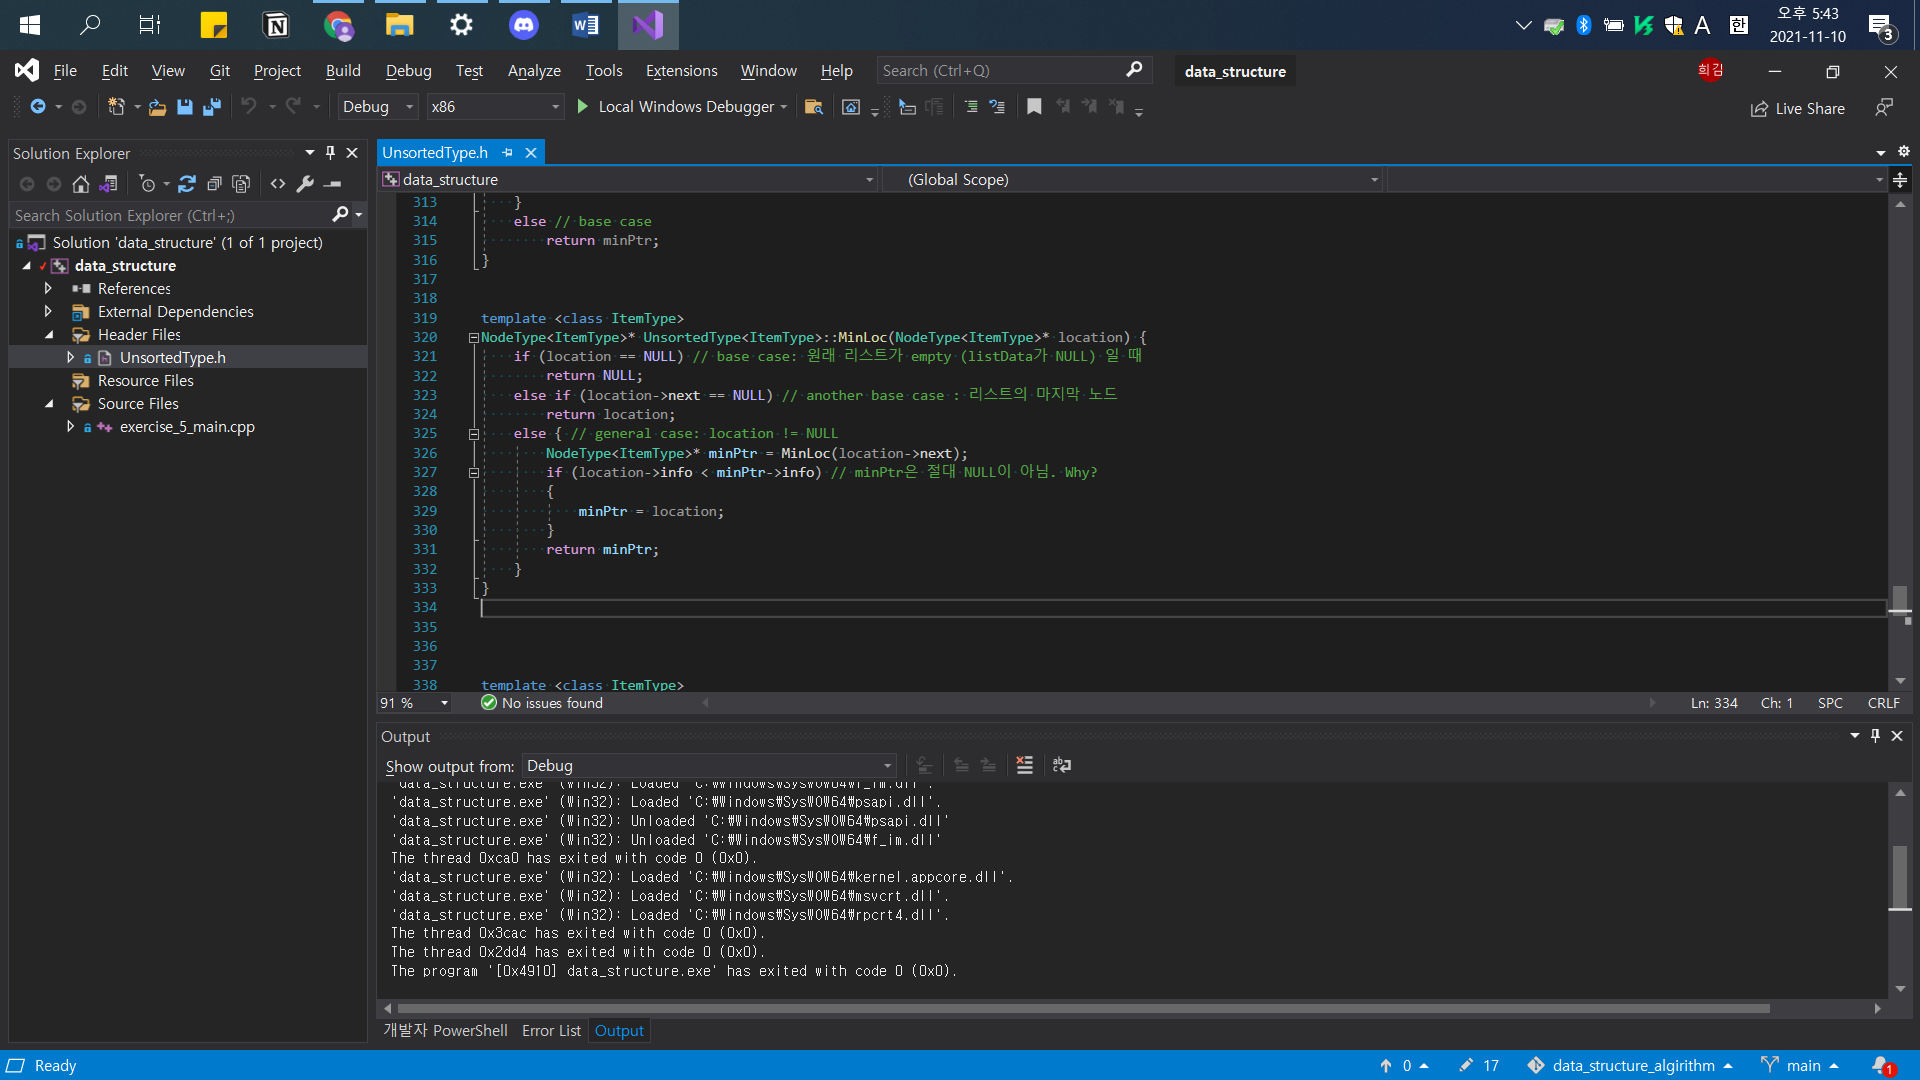 오후 5:43
A
한
2021-11-10
3
File Edit View Git Project Build Debug Test Analyze Tools Extensions Window Help
Search (Ctrl+Q)
data_structure
희김
Debug
x86
Local Windows Debugger
Live Share
Solution Explorer
Search Solution Explorer (Ctrl+;)
Solution 'data_structure' (1 of 1 project)
data_structure
References
External Dependencies
Header Files
UnsortedType.h
Resource Files
Source Files
exercise_5_main.cpp
UnsortedType.h
data_structure
(Global Scope)
313 }
314 else // base case
315 return minPtr;
316 }
317
318
319 template <class ItemType>
320 NodeType<ItemType>* UnsortedType<ItemType>::MinLoc(NodeType<ItemType>* location) {
321 if (location == NULL) // base case: 원래 리스트가 empty (listData가 NULL) 일 때
322 return NULL;
323 else if (location->next == NULL) // another base case : 리스트의 마지막 노드
324 return location;
325 else { // general case: location != NULL
326 NodeType<ItemType>* minPtr = MinLoc(location->next);
327 if (location->info < minPtr->info) // minPtr은 절대 NULL이 아님. Why?
328 {
329 minPtr = location;
330 }
331 return minPtr;
332 }
333 }
334
335
336
337
338 template <class ItemType>
91 %
No issues found
Ln: 334 Ch: 1 SPC CRLF
Output
Show output from: Debug
'data_structure.exe' (Win32): Loaded 'C:₩Windows₩SysWOW64₩f_im.dll'.
'data_structure.exe' (Win32): Loaded 'C:₩Windows₩SysWOW64₩psapi.dll'.
'data_structure.exe' (Win32): Unloaded 'C:₩Windows₩SysWOW64₩psapi.dll'
'data_structure.exe' (Win32): Unloaded 'C:₩Windows₩SysWOW64₩f_im.dll'
The thread 0xca0 has exited with code 0 (0x0).
'data_structure.exe' (Win32): Loaded 'C:₩Windows₩SysWOW64₩kernel.appcore.dll'.
'data_structure.exe' (Win32): Loaded 'C:₩Windows₩SysWOW64₩msvcrt.dll'.
'data_structure.exe' (Win32): Loaded 'C:₩Windows₩SysWOW64₩rpcrt4.dll'.
The thread 0x3cac has exited with code 0 (0x0).
The thread 0x2dd4 has exited with code 0 (0x0).
The program '[0x4910] data_structure.exe' has exited with code 0 (0x0).
개발자 PowerShell Error List Output
Ready
0
17
data_structure_algirithm
main
1